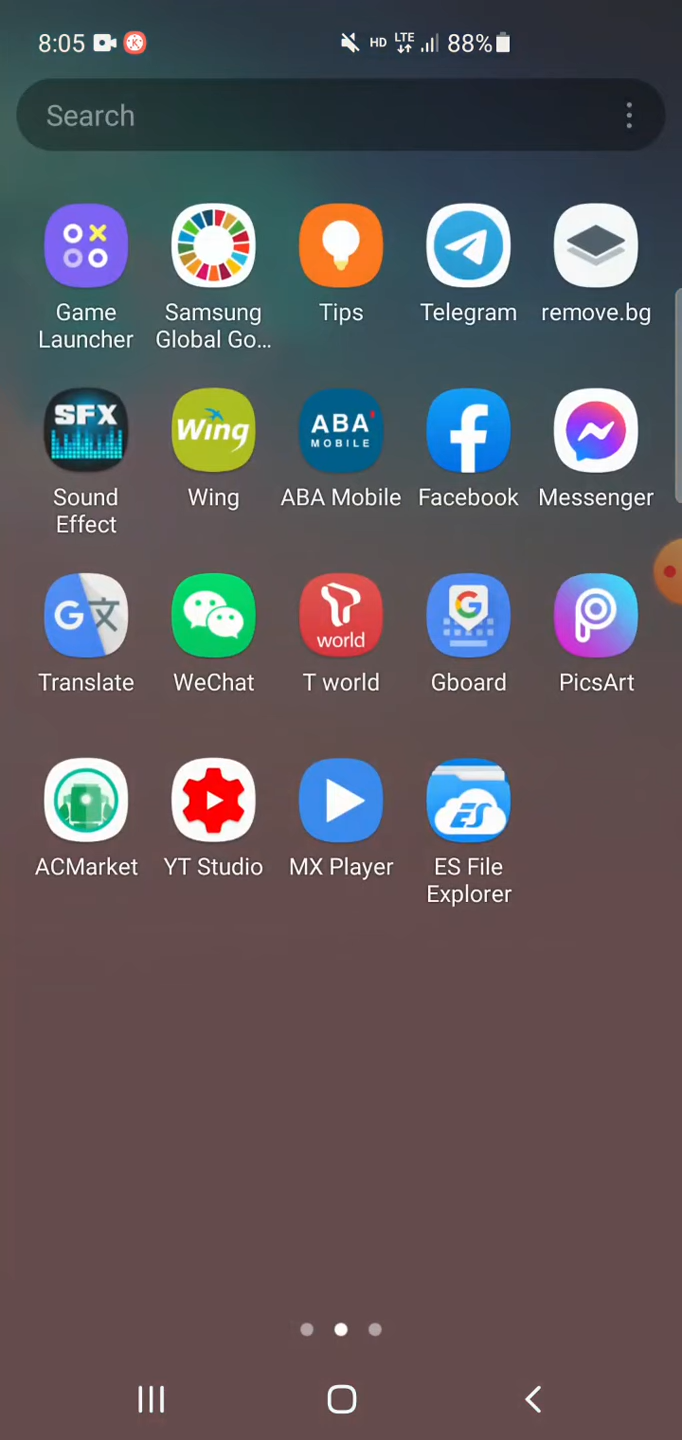 8:05 HD LTE 88%
Search
Game Launcher
Samsung Global Go...
Tips
Telegram
remove.bg
SFX
Wing
ABA MOBILE
Sound Effect
Wing
ABA Mobile
Facebook
Messenger
G 文
world
G
Translate
WeChat
T world
Gboard
PicsArt
ES
ACMarket
YT Studio
MX Player
ES File Explorer